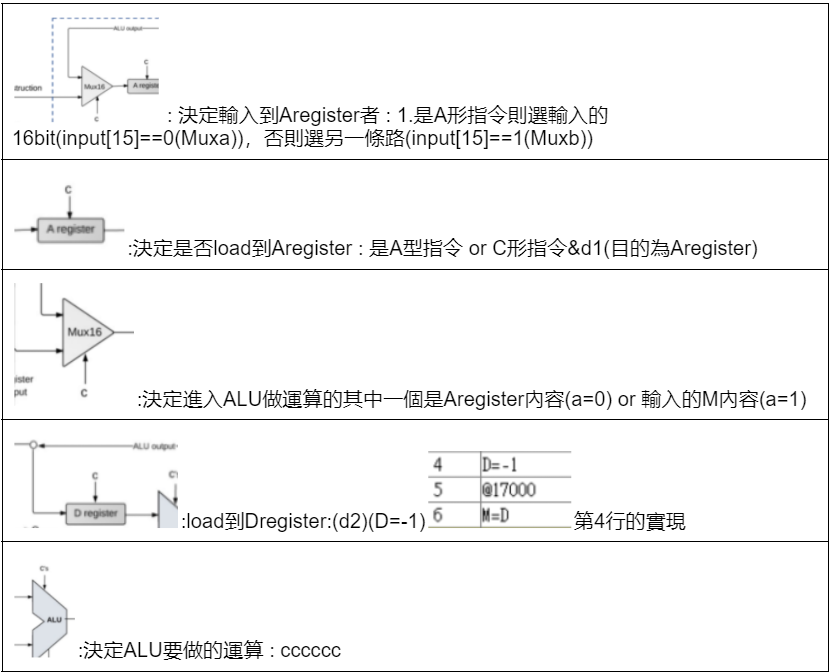 ALU output
C
truction
Mux16
A registe
C
: 決定輸入到Aregister者 : 1.是A形指令則選輸入的
16bit(input[15]==0(Muxa))，否則選另一條路(input[15]==1(Muxb))
C
A register
:決定是否load到Aregister : 是A型指令 or C形指令&d1(目的為Aregister)
Mux16
ister
put
C
:決定進入ALU做運算的其中一個是Aregister內容(a=0) or 輸入的M內容(a=1)
ALU output
C
C'
D register
:load到Dregister:(d2)(D=-1)
4 D=-1
5 @17000
6 M=D
第4行的實現
C's
ALU
:決定ALU要做的運算 : cccccc